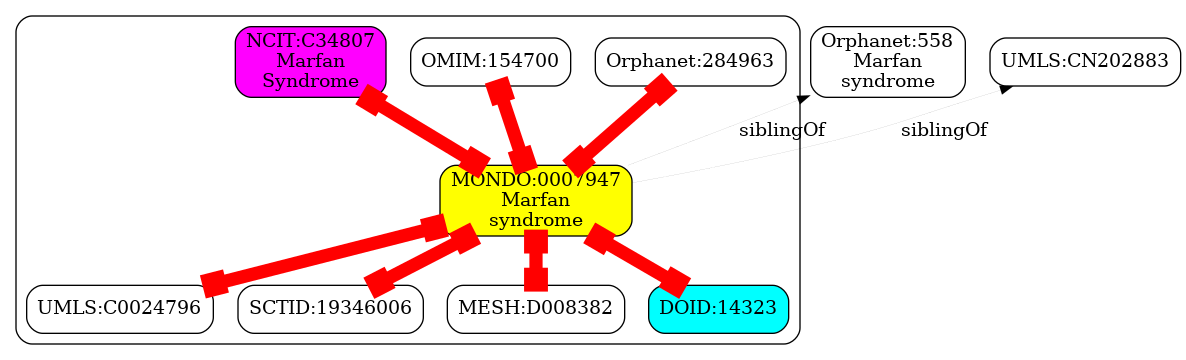 NCIT:C34807
Marfan
Syndrome
OMIM:154700
Orphanet:284963
Orphanet:558
Marfan
syndrome
UMLS:CN202883
siblingOf
siblingOf
MONDO:0007947
Marfan
syndrome
UMLS:C0024796
SCTID:19346006
MESH:D008382
DOID:14323